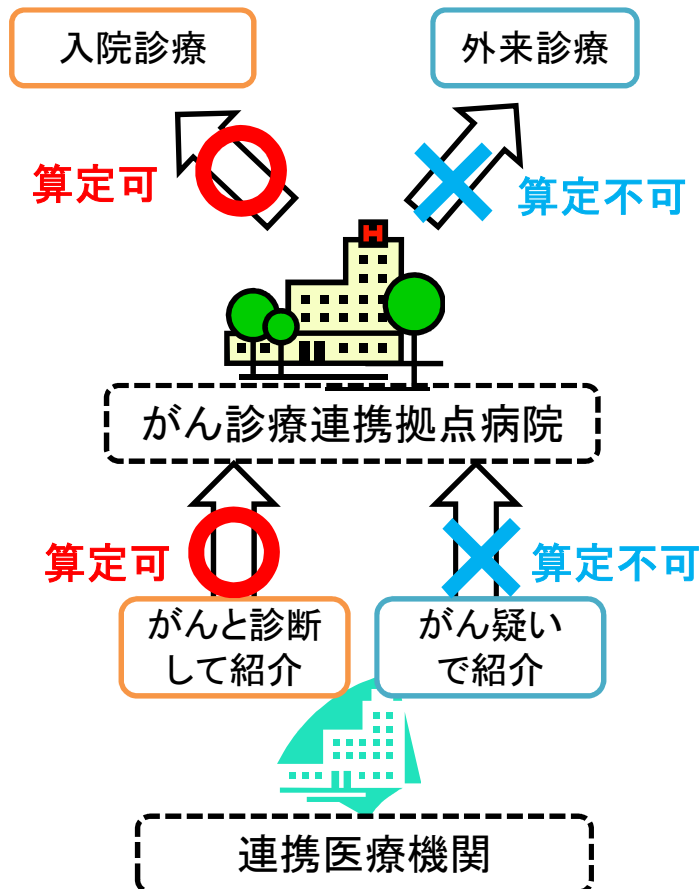 入院診療
外来診療
算定可
算定不可
H
がん診療連携拠点病院
算定可
算定不可
がんと診断
して紹介
がん疑い
で紹介
連携医療機関